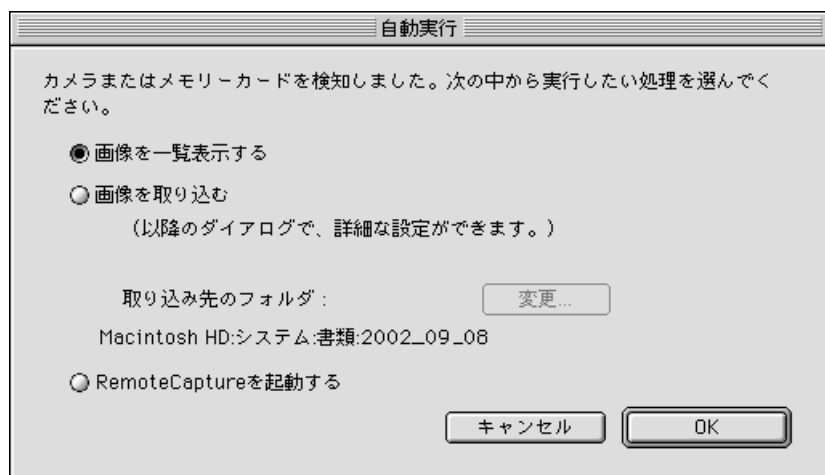 自動実行
カメラまたはメモリーカードを検知しました。次の中から実行したい処理を選んでく
ださい。
画像を一覧表示する
画像を取り込む
(以降のダイアログで、詳細な設定ができます。)
取り込み先のフォルダ: 変更...
Macintosh HD:システム:書類:2002_09_08
RemoteCaptureを起動する
キャンセル OK